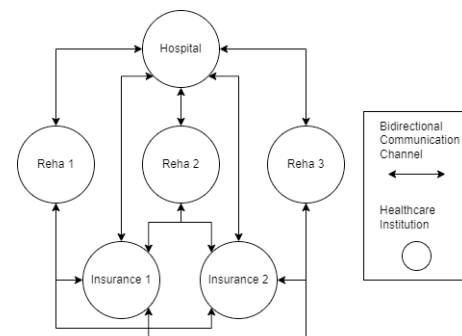 Hospital
Reha 1
Reha 2
Reha 3
Insurance 1
Insurance 2
Bidirectional
Communication
Channel
Healthcare
Institution